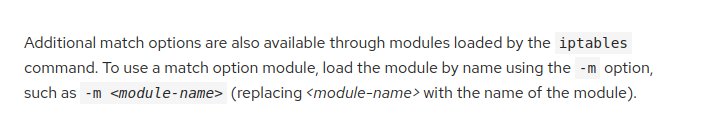 Additional match options are also available through modules loaded by the iptables
command. To use a match option module, load the module by name using the -m option,
such as -m <module-name> (replacing <module-name> with the name of the module).